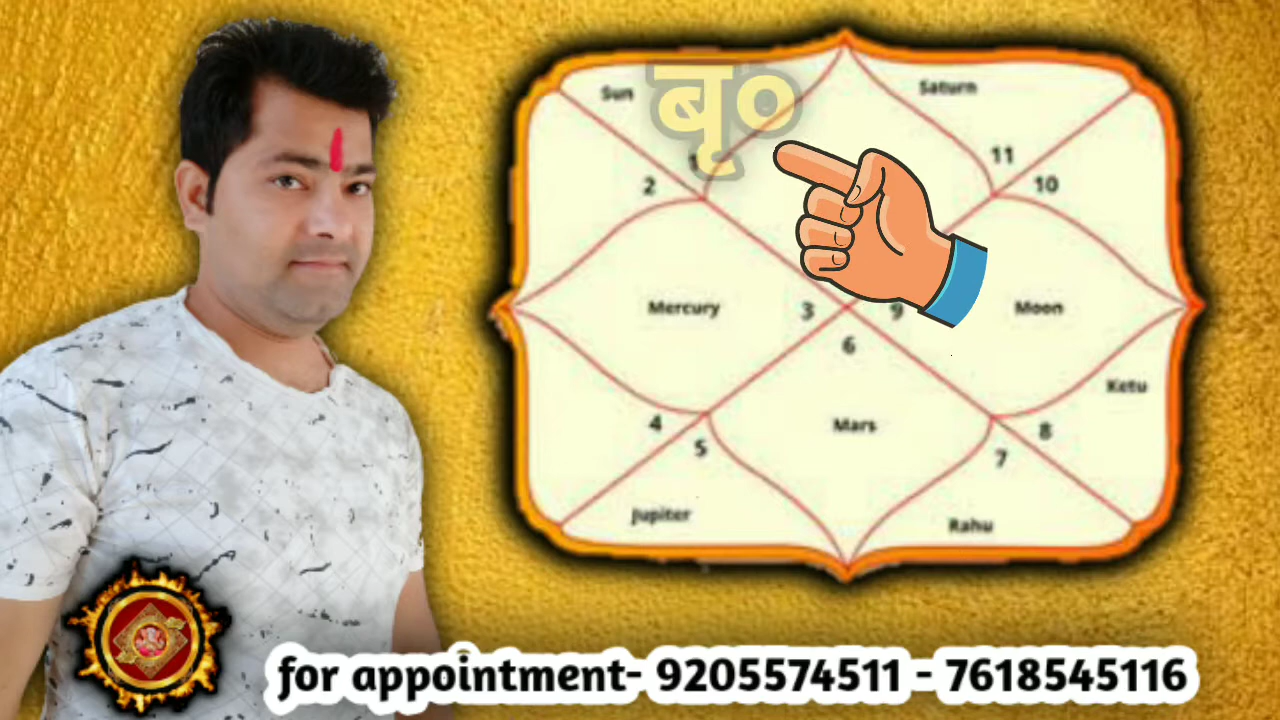 Sun
बृ०
Saturn
1
11
2
10
Mercury
3
9
Moon
6
Ketu
4
Mars
8
5
7
Jupiter
Rahu
for appointment- 9205574511 - 7618545116